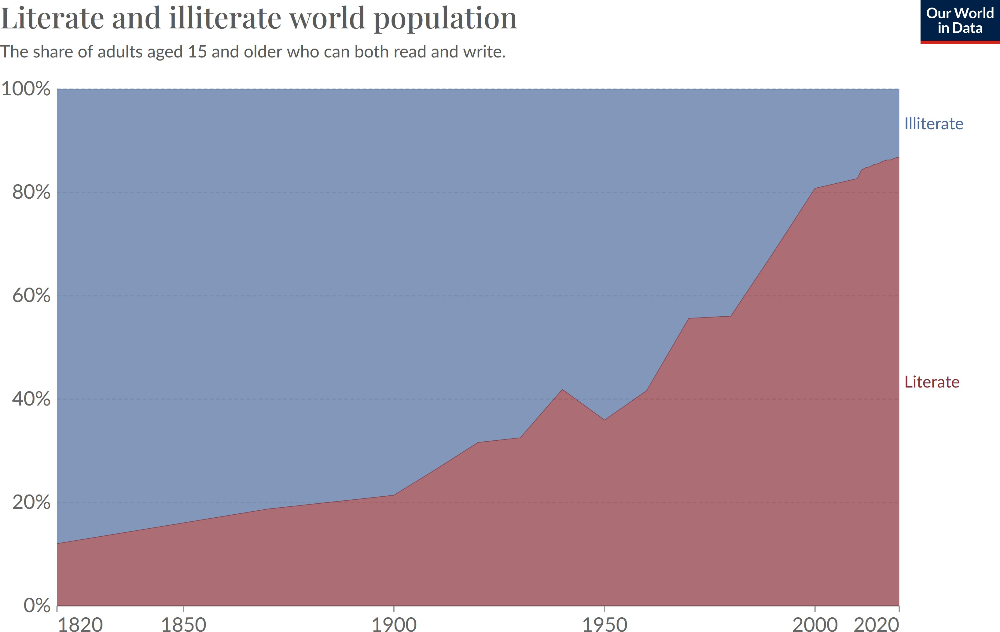 Literate and illiterate world population
Our World
in Data
The share of adults aged 15 and older who can both read and write.
100%
Illiterate
80%
60%
Literate
40%
20%
0%
1820 1850 1900 1950 2000 2020